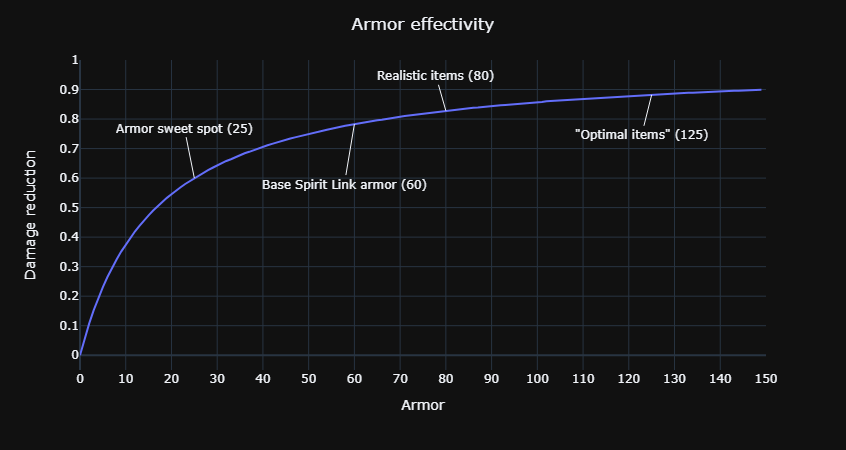 Armor effectivity
1
0.9
0.8
0.7
0.6
0.5
0.4
0.3
0.2
0.1
0
Damage reduction
Realistic items (80)
Armor sweet spot (25)
"Optimal items" (125)
Base Spirit Link armor (60)
0 10 20 30 40 50 60 70 80 90 100 110 120 130 140 150
Armor